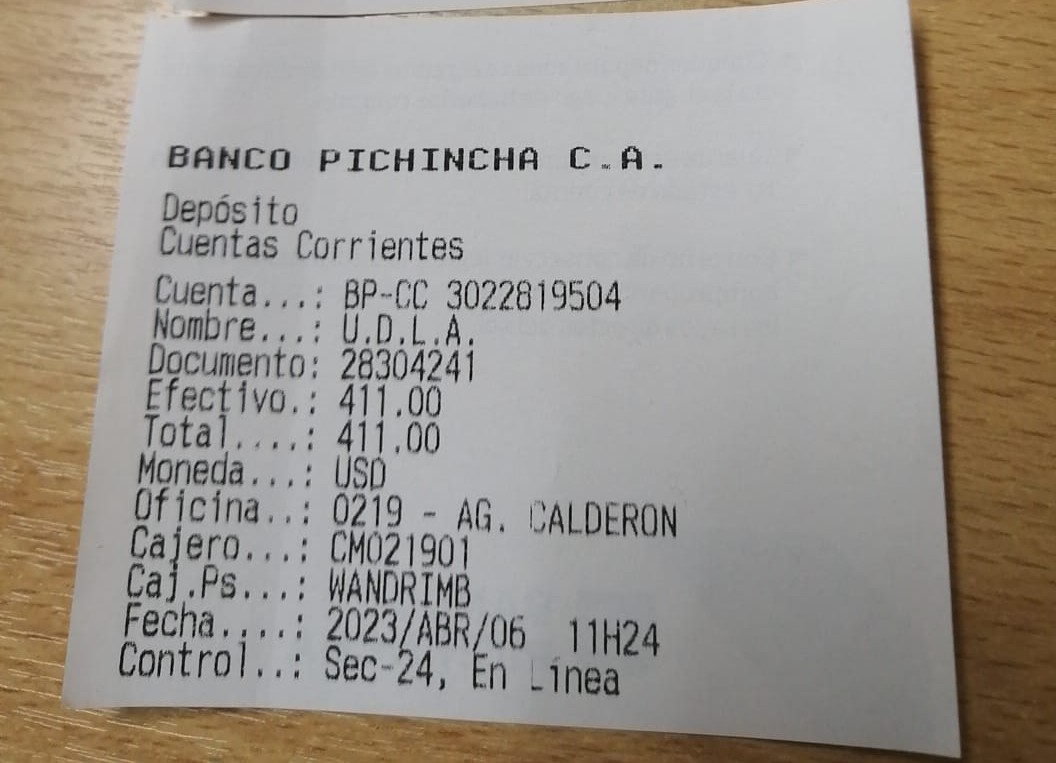 BANCO PICHINCHA C.A.
Depósito
Cuentas Corrientes
Cuenta...: BP-CC 3022819504
Nombre...: U.D.L.A.
Documento: 28304241
Efectivo.: 411.00
Total....: 411.00
Moneda...: USD
Oficina..: 0219 - AG. CALDERON
Cajero...: CM021901
Caj.Ps...: WANDRIMB
Fecha....: 2023/ABR/06 11H24
Control..: Sec-24, En Línea